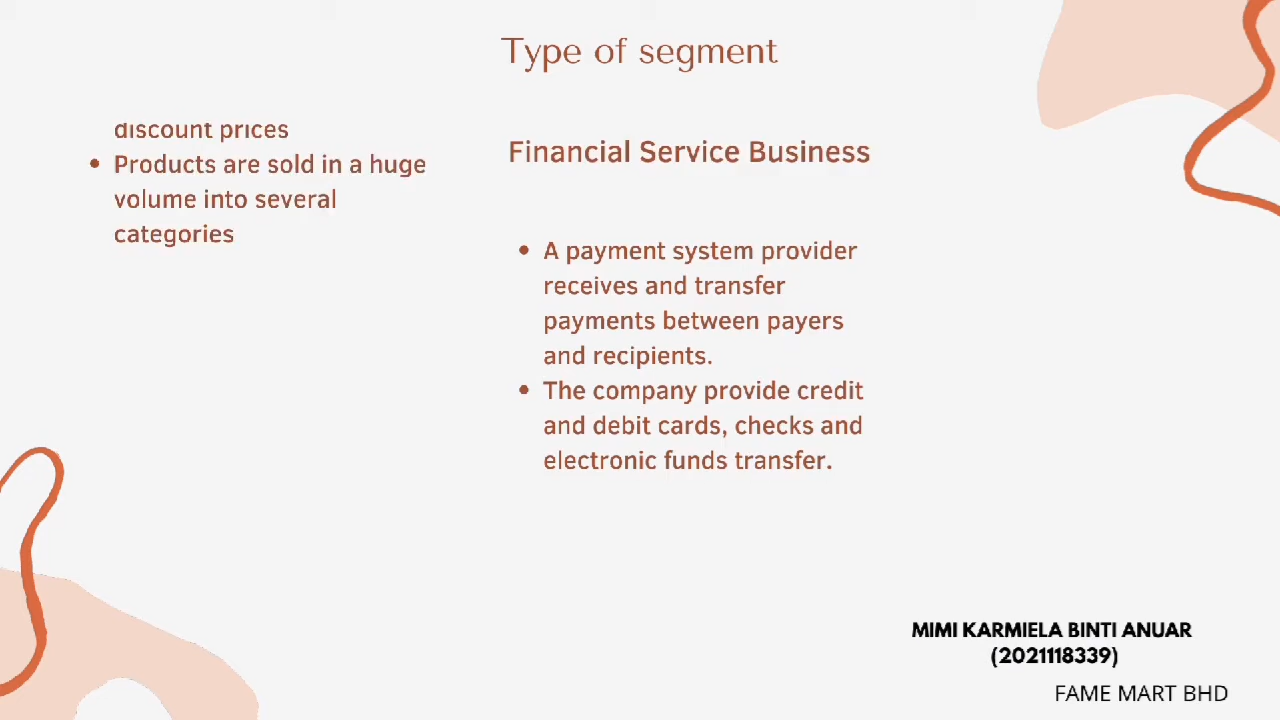 Type of segment
discount prices
• Products are sold in a huge
volume into several
categories
Financial Service Business
• A payment system provider
receives and transfer
payments between payers
and recipients.
• The company provide credit
and debit cards, checks and
electronic funds transfer.
MIMI KARMIELA BINTI ANUAR
(2021118339)
FAME MART BHD